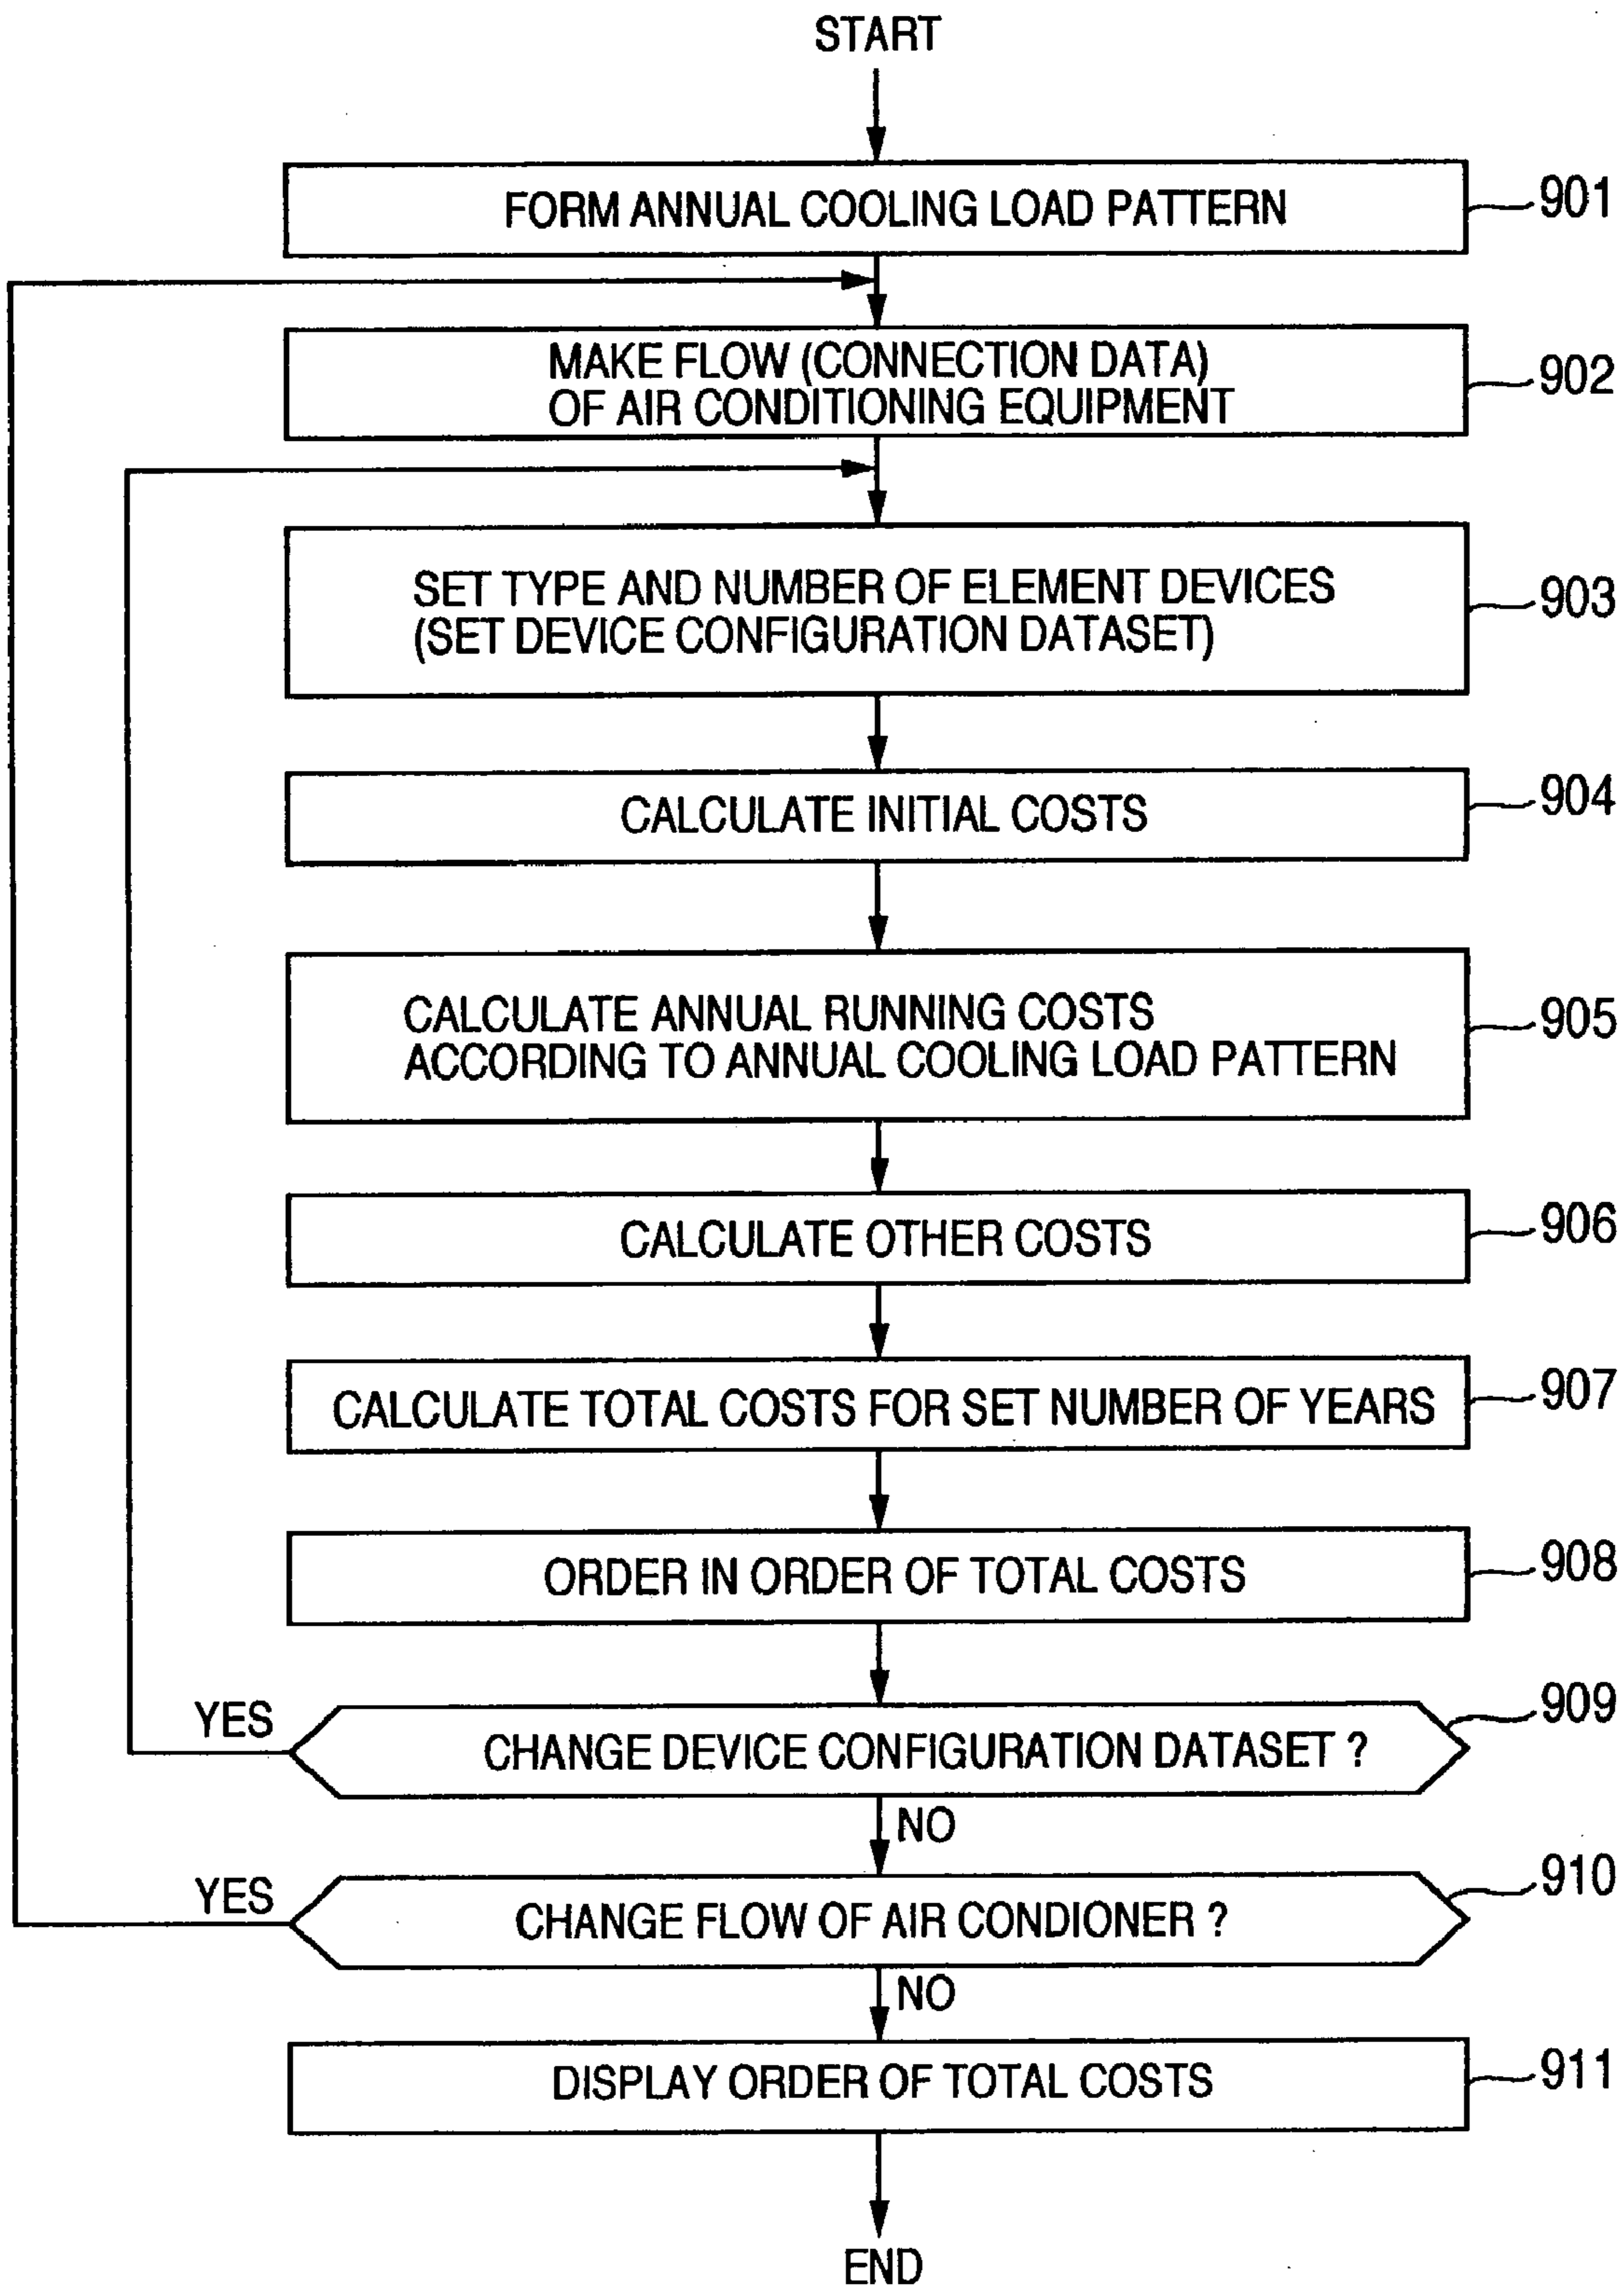 START
FORM ANNUAL COOLING LOAD PATTERN
901
MAKE FLOW (CONNECTION DATA)
OF AIR CONDITIONING EQUIPMENT
902
SET TYPE AND NUMBER OF ELEMENT DEVICES
(SET DEVICE CONFIGURATION DATASET)
903
CALCULATE INITIAL COSTS
904
CALCULATE ANNUAL RUNNING COSTS
ACCORDING TO ANNUAL COOLING LOAD PATTERN
905
CALCULATE OTHER COSTS
906
CALCULATE TOTAL COSTS FOR SET NUMBER OF YEARS
907
ORDER IN ORDER OF TOTAL COSTS
908
YES
CHANGE DEVICE CONFIGURATION DATASET ?
909
NO
YES
CHANGE FLOW OF AIR CONDIONER ?
910
NO
DISPLAY ORDER OF TOTAL COSTS
911
END